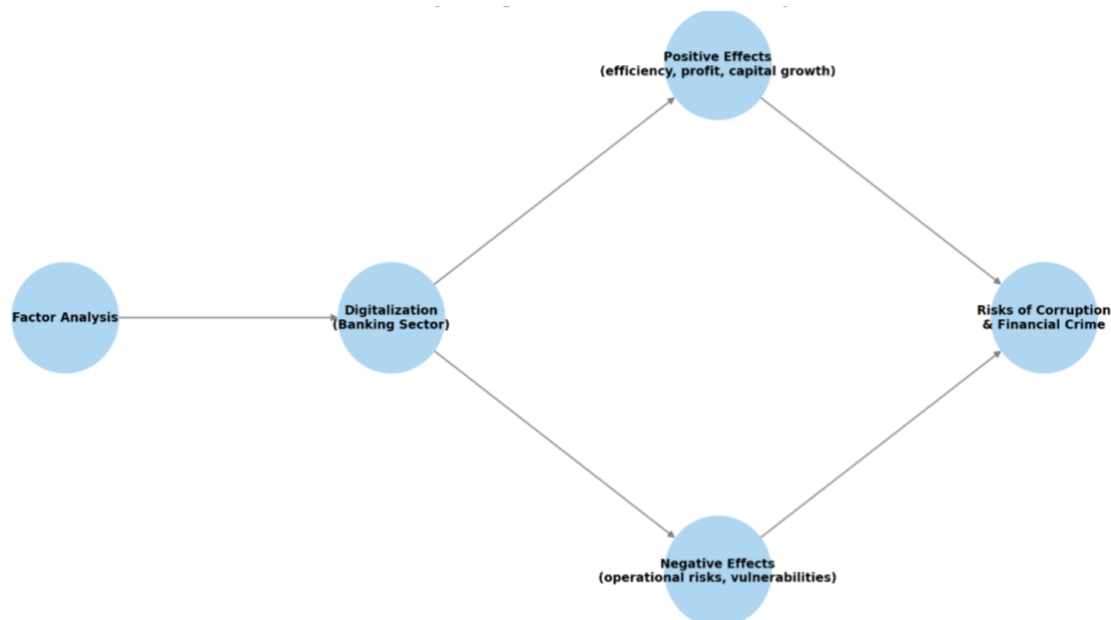 Positive Effects
(efficiency, profit, capital growth)
Factor Analysis
Digitalization
(Banking Sector)
Risks of Corruption
& Financial Crime
Negative Effects
(operational risks, vulnerabilities)